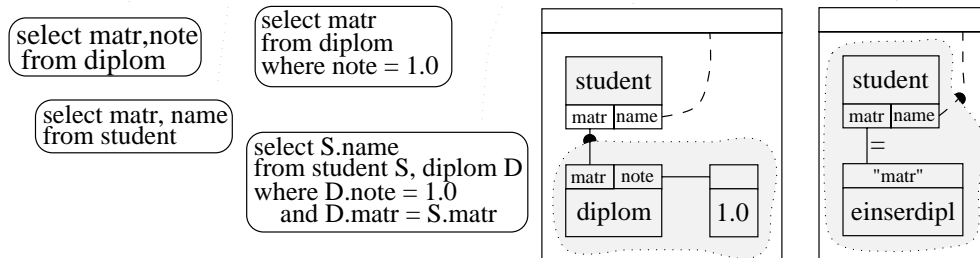 select matr,note
from diplom
select matr, name
from student
select matr
from diplom
where note = 1.0
select S.name
from student S, diplom D
where D.note = 1.0
and D.matr = S.matr
student
matr name
matr note
diplom 1.0
student
matr name
=
"matr"
einserdipl